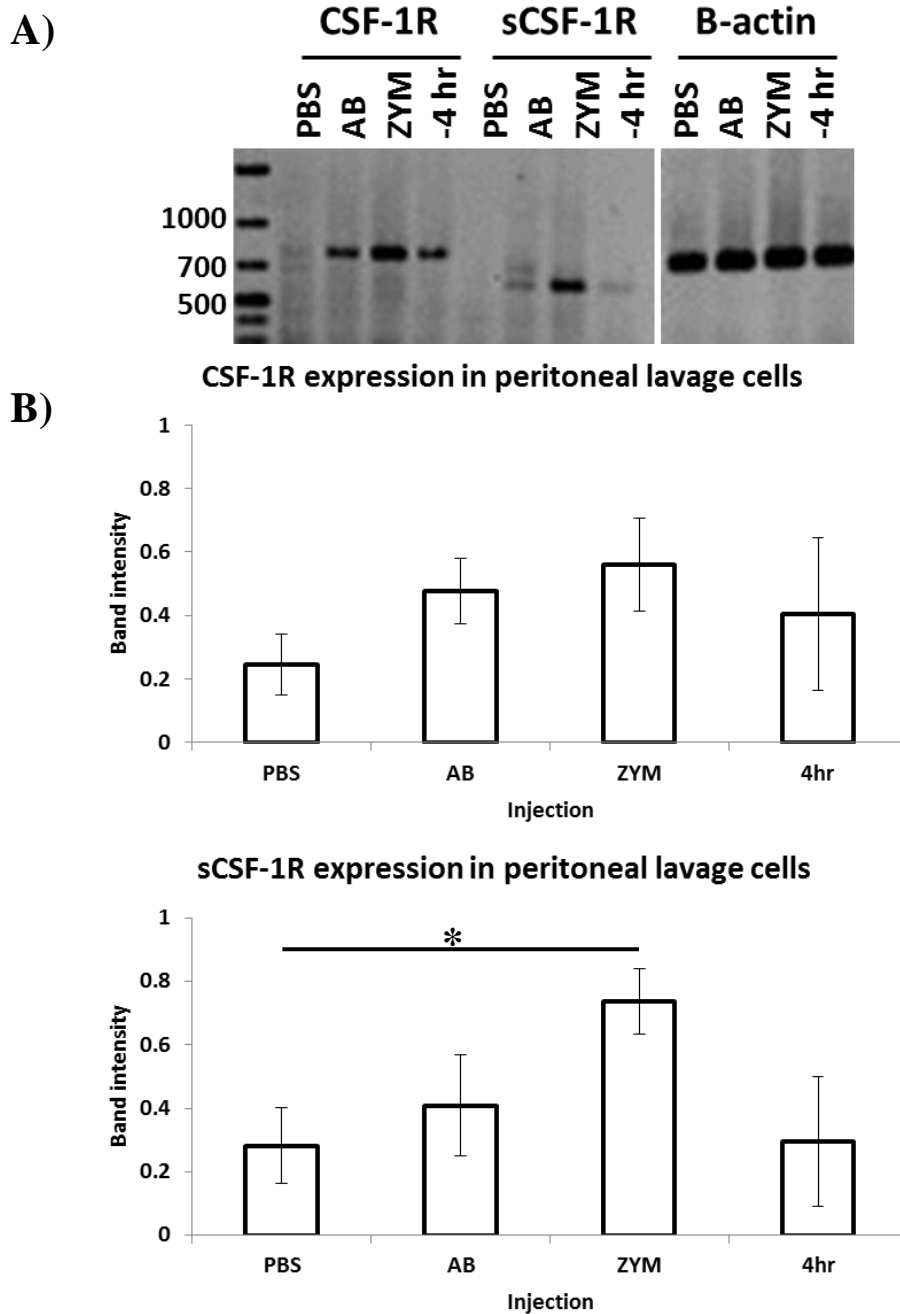 A)
CSF-1R sCSF-1R B-actin
PBS AB ZYM -4 hr PBS AB ZYM -4 hr PBS AB ZYM -4 hr
1000
700
500
CSF-1R expression in peritoneal lavage cells
B)
1
0.8
0.6
0.4
0.2
0
Band intensity
PBS AB ZYM 4hr
Injection
sCSF-1R expression in peritoneal lavage cells
1
*
0.8
0.6
0.4
0.2
0
Band intensity
PBS AB ZYM 4hr
Injection